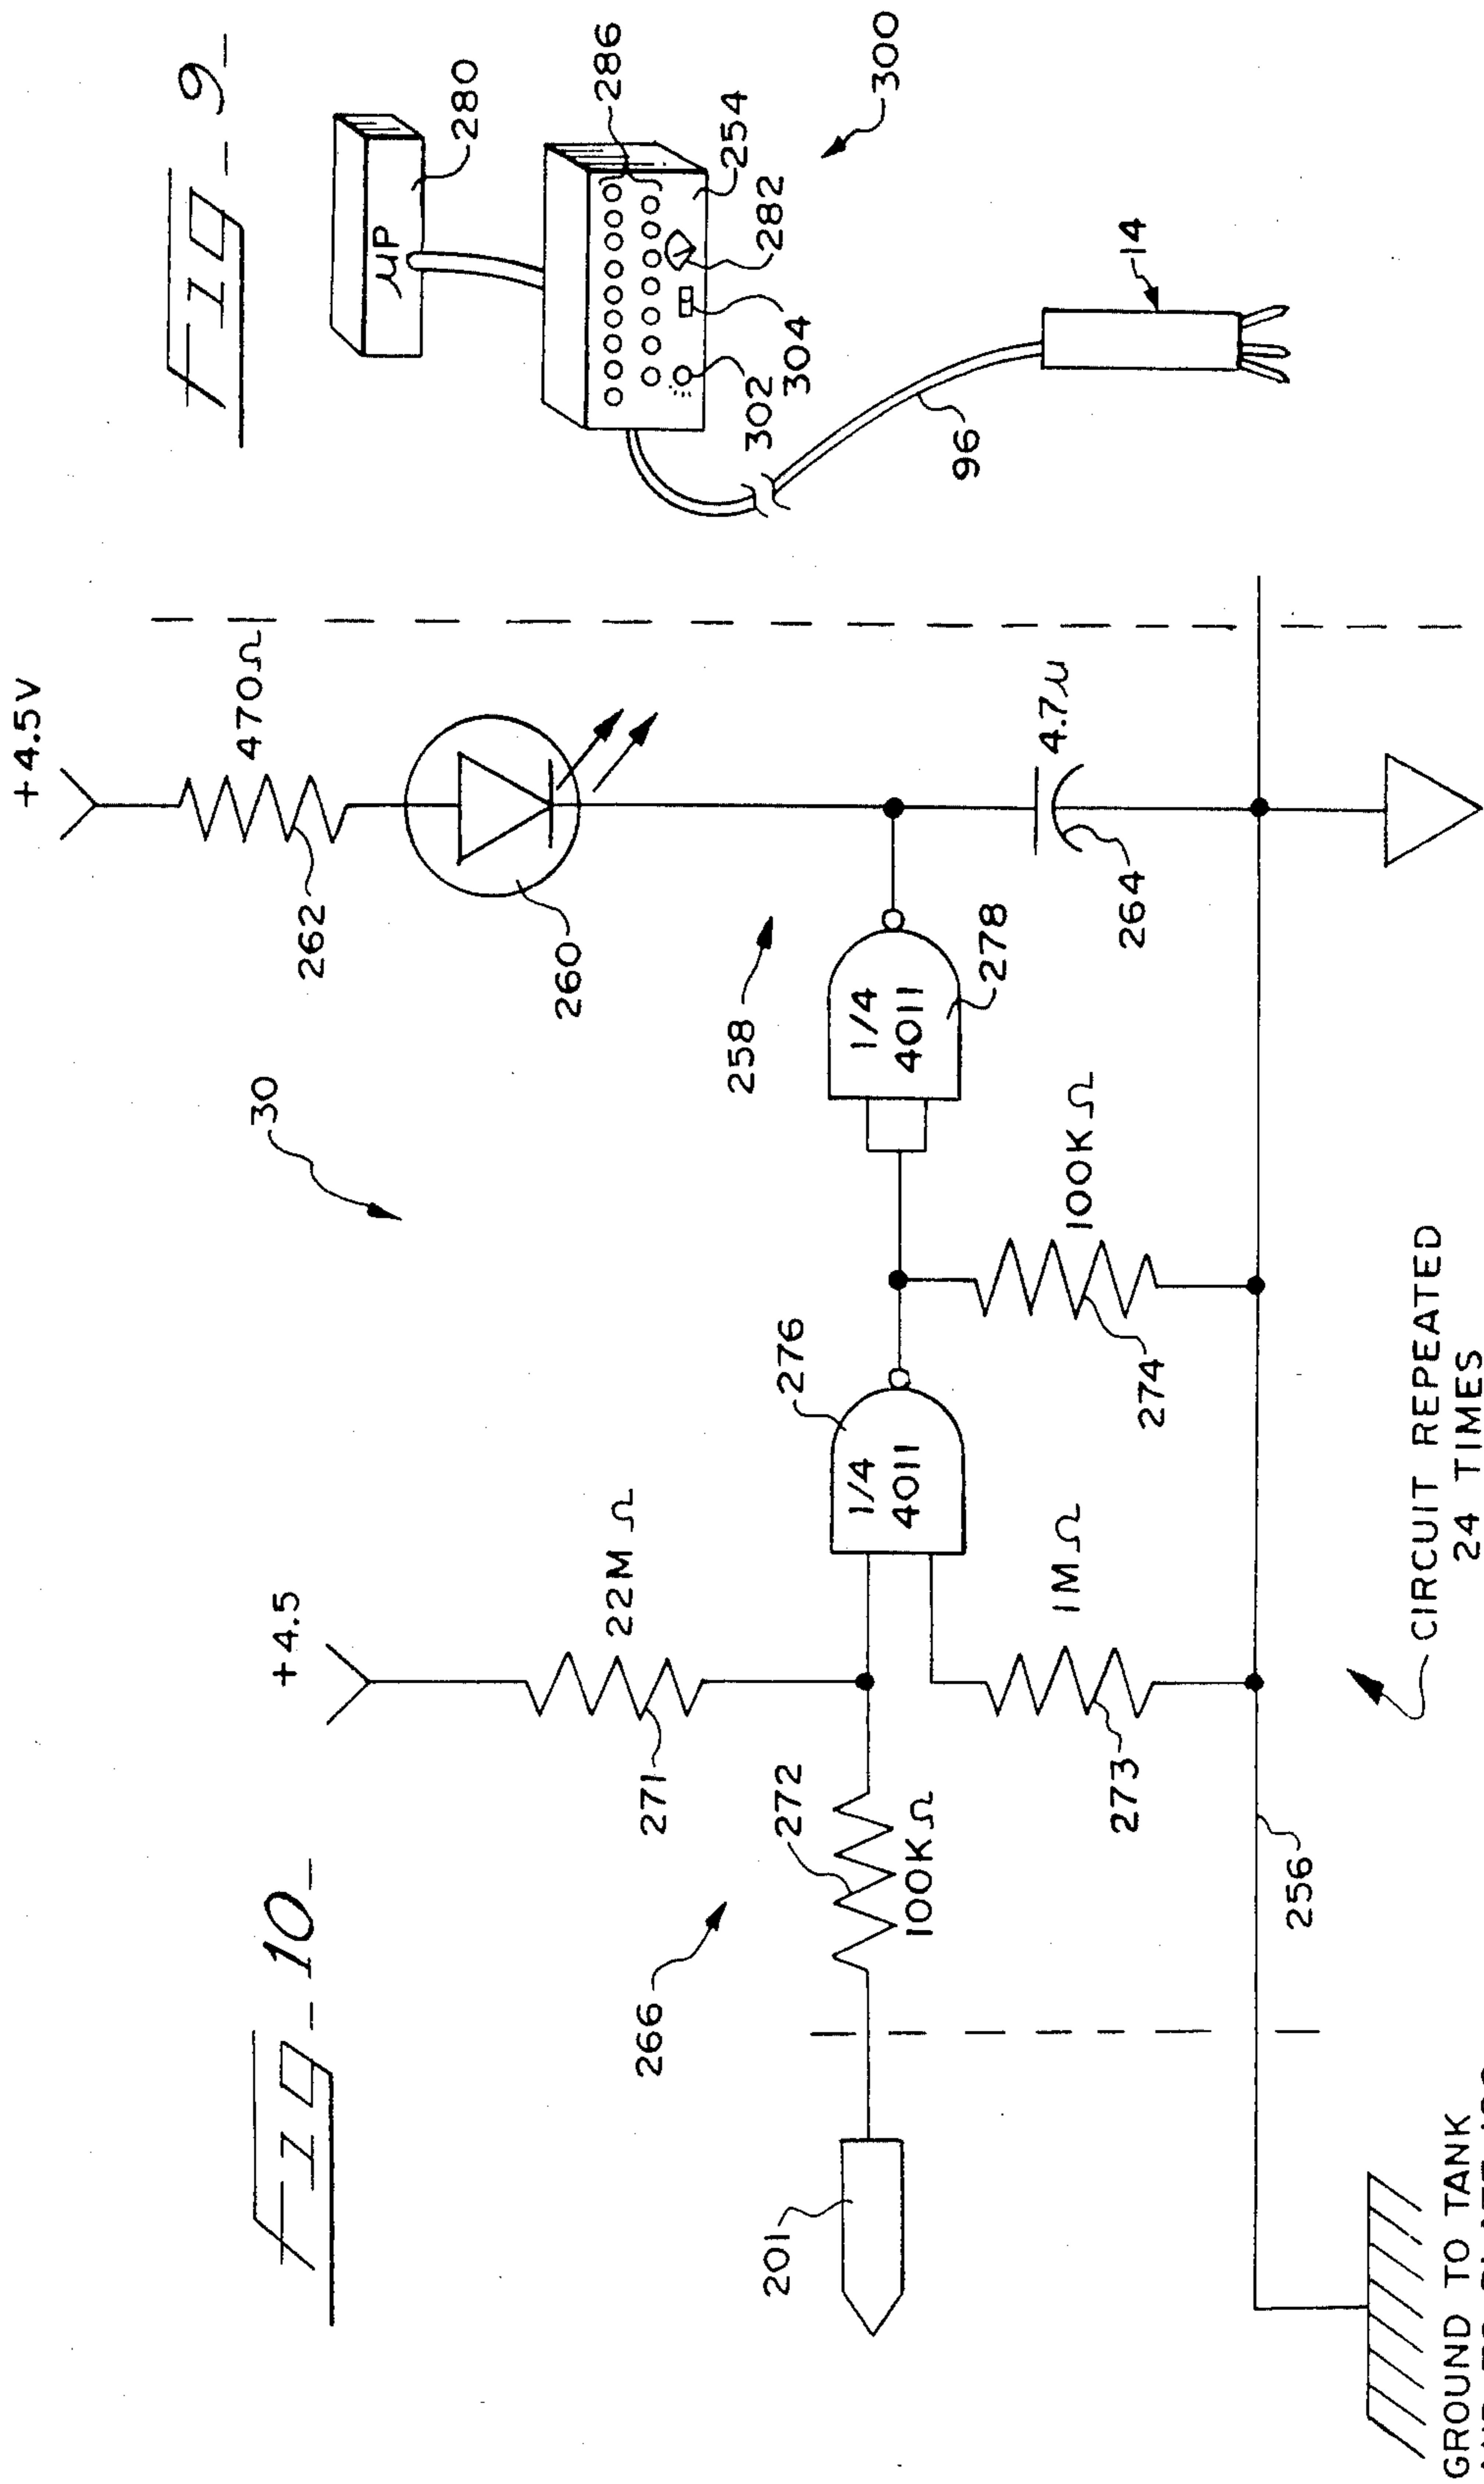 FIG-9-
μP
280
286
254
282
304
302
300
96
14
FIG-10-
+4.5V
470Ω
262
260
30
258
1/4
4011
278
4.7μ
264
+4.5
22MΩ
271
276
1/4
4011
100KΩ
274
266
272
100KΩ
1MΩ
273
201
256
CIRCUIT REPEATED
24 TIMES
GROUND TO TANK